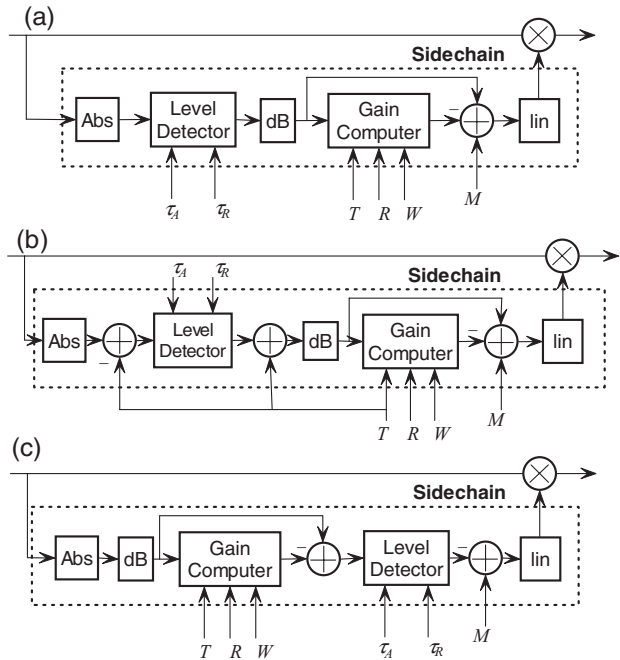 (a)
Sidechain
Abs
Level
Detector
dB
Gain
Computer
−
lin
τA
τR
T
R
W
M
(b)
τA
τR
Sidechain
Abs
−
Level
Detector
dB
Gain
Computer
−
lin
T
R
W
M
(c)
Sidechain
Abs
dB
Gain
Computer
−
Level
Detector
−
lin
T
R
W
τA
τR
M